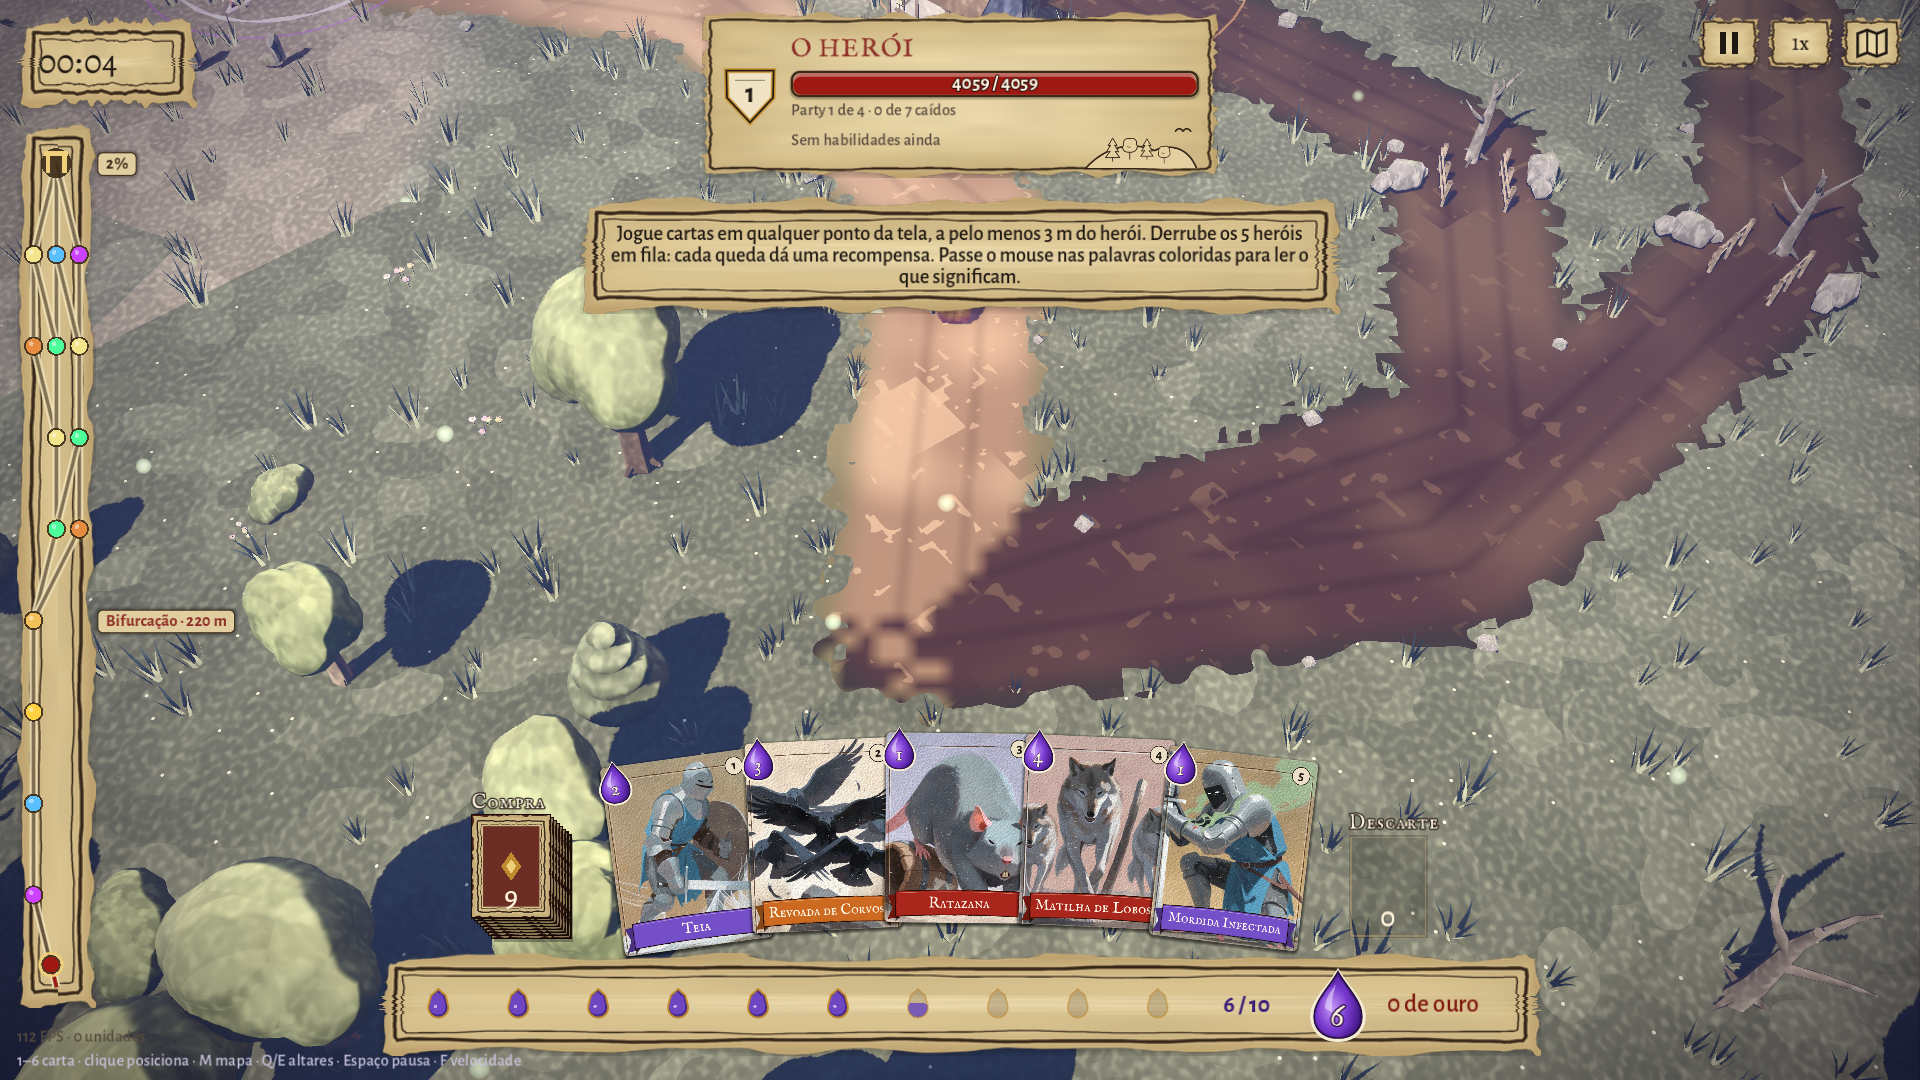 00:04
O HERÓI
1
4059/4059
Party 1 de 4 · 0 de 7 caídos
Sem habilidades ainda
1x
2%
Jogue cartas em qualquer ponto da tela, a pelo menos 3 m do herói. Derrube os 5 heróis
em fila: cada queda dá uma recompensa. Passe o mouse nas palavras coloridas para ler o
que significam.
Bifurcação · 220 m
Compra
9
2
1
Teia
3
2
Revoada de Corvos
1
3
Ratazana
4
4
Matilha de Lobos
1
5
Mordida Infectada
Descarte
0
6/10
6
0 de ouro
112 FPS · 0 unidades
1–6 carta · clique posiciona · M mapa · Q/E altares · Espaço pausa · F velocidade